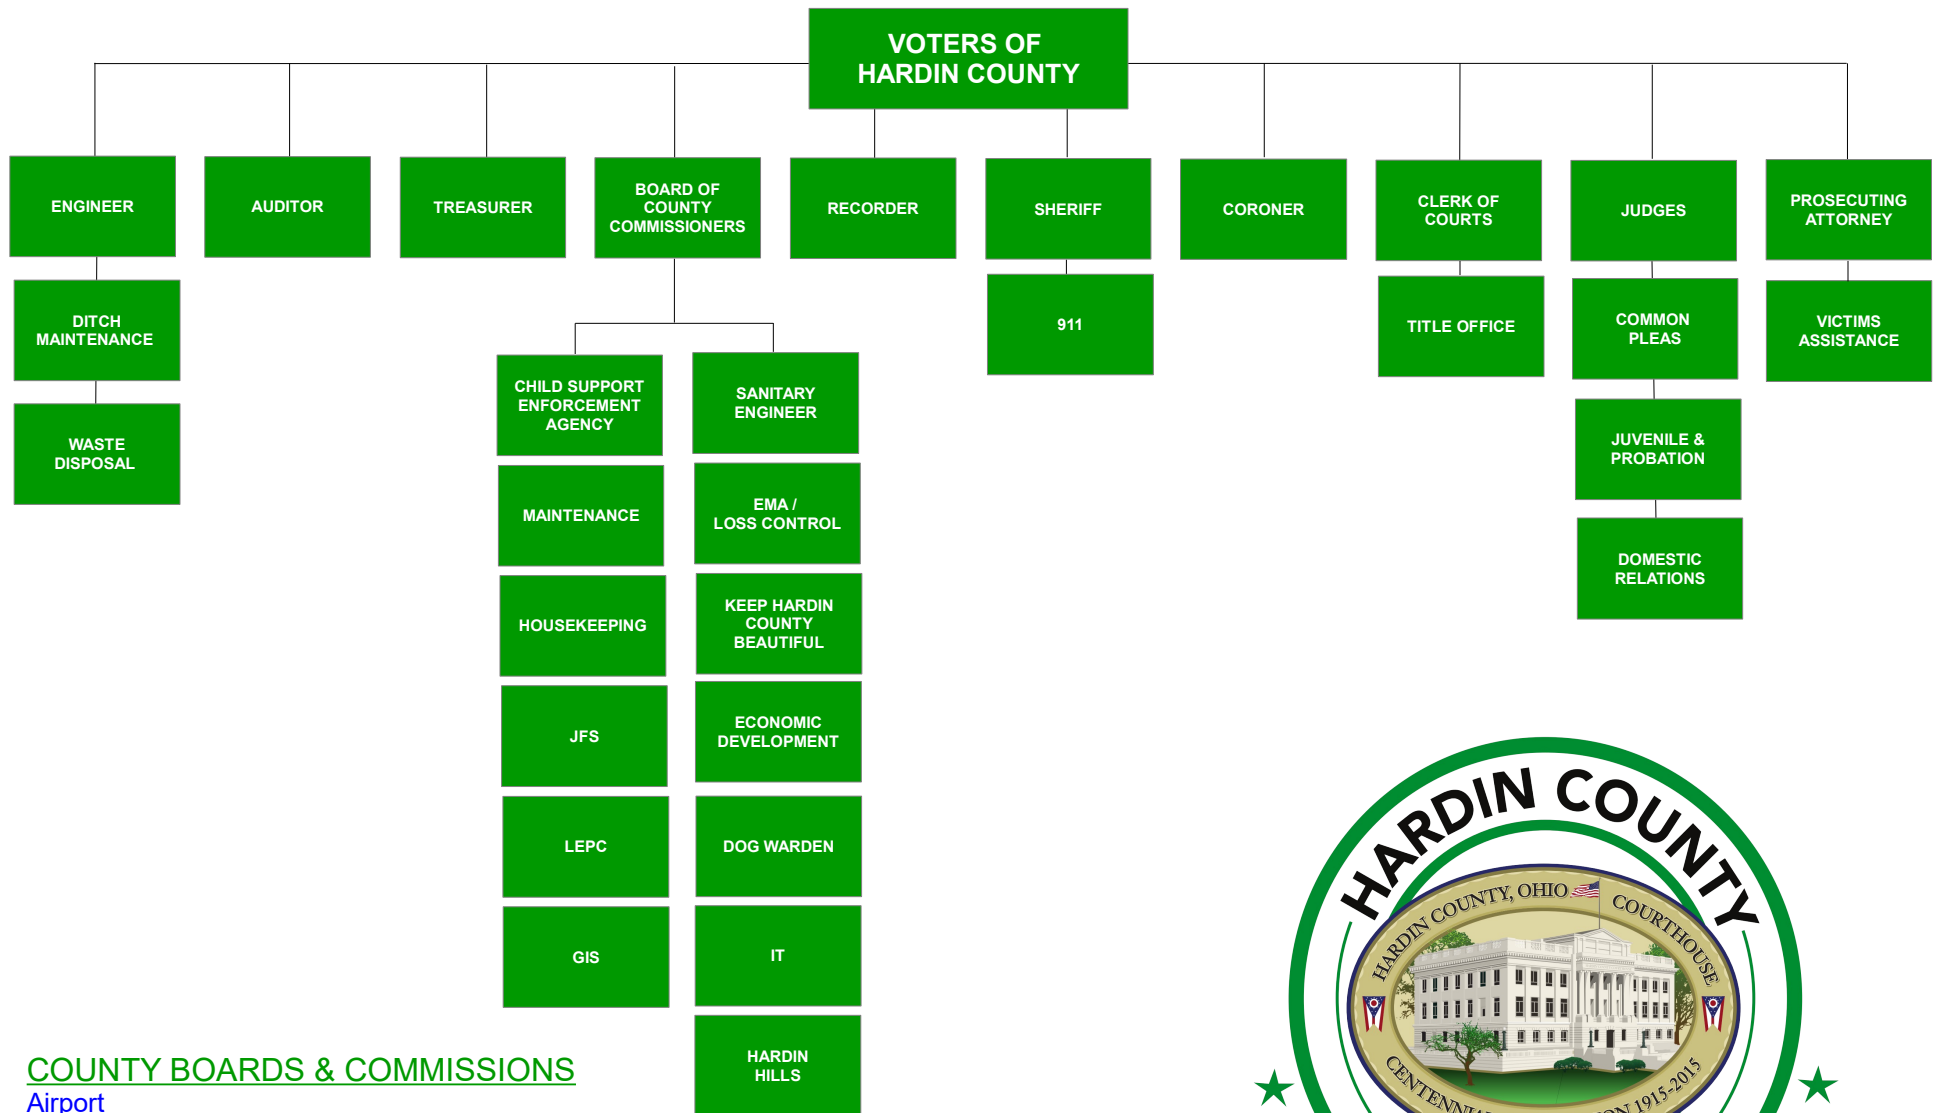 VOTERS OF
HARDIN COUNTY
ENGINEER
AUDITOR
TREASURER
BOARD OF
COUNTY
COMMISSIONERS
RECORDER
SHERIFF
CORONER
CLERK OF
COURTS
JUDGES
PROSECUTING
ATTORNEY
DITCH
MAINTENANCE
WASTE
DISPOSAL
911
TITLE OFFICE
COMMON
PLEAS
JUVENILE &
PROBATION
DOMESTIC
RELATIONS
VICTIMS
ASSISTANCE
CHILD SUPPORT
ENFORCEMENT
AGENCY
MAINTENANCE
HOUSEKEEPING
JFS
LEPC
GIS
SANITARY
ENGINEER
EMA /
LOSS CONTROL
KEEP HARDIN
COUNTY
BEAUTIFUL
ECONOMIC
DEVELOPMENT
DOG WARDEN
IT
HARDIN
HILLS
COUNTY BOARDS & COMMISSIONS
Airport
HARDIN COUNTY
HARDIN COUNTY, OHIO COURTHOUSE
1915-2015